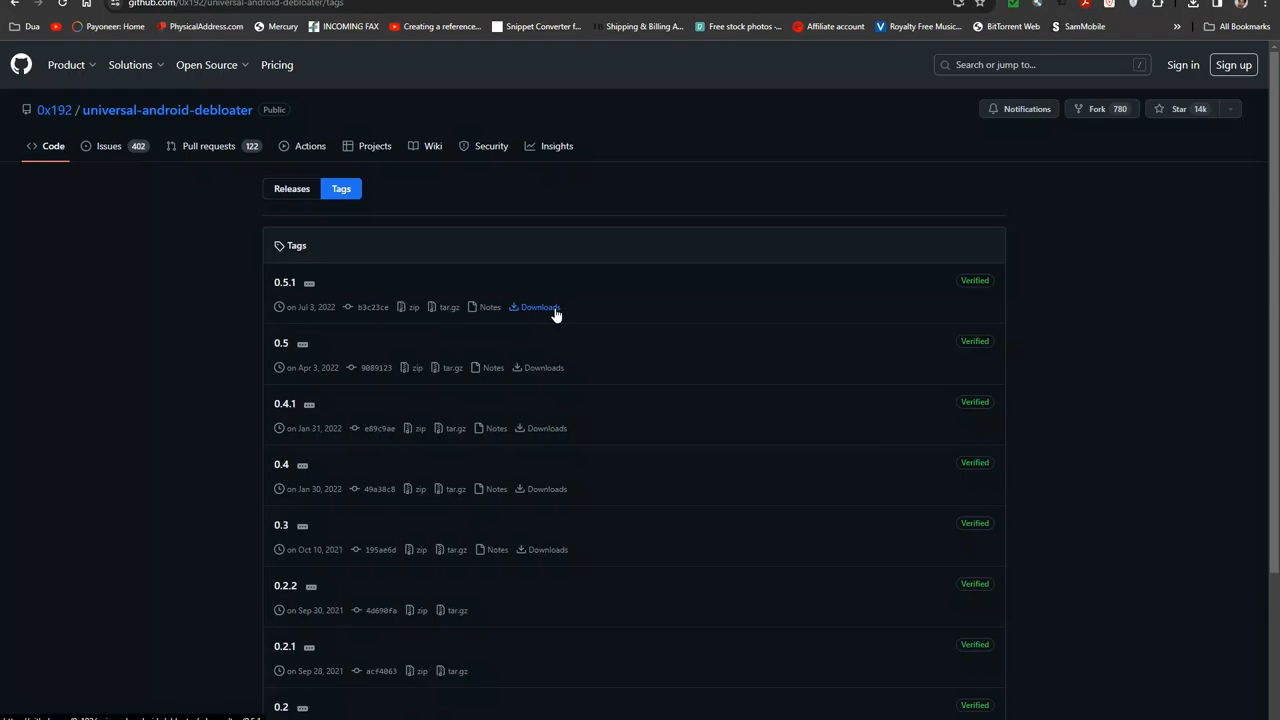 github.com/0x192/universal-android-debloater/tags
Dua Payoneer: Home PhysicalAddress.com Mercury INCOMING FAX Creating a reference... Snippet Converter f... Shipping & Billing A... Free stock photos -... Affiliate account Royalty Free Music... BitTorrent Web SamMobile » All Bookmarks
Product Solutions Open Source Pricing Search or jump to... / Sign in Sign up
0x192 / universal-android-debloater Public Notifications Fork 780 Star 14k
Code Issues 402 Pull requests 122 Actions Projects Wiki Security Insights
Releases Tags
Tags
0.5.1 Verified
on Jul 3, 2022 b3c23ce zip tar.gz Notes Downloads
0.5 Verified
on Apr 3, 2022 9089123 zip tar.gz Notes Downloads
0.4.1 Verified
on Jan 31, 2022 e89c9ae zip tar.gz Notes Downloads
0.4 Verified
on Jan 30, 2022 49a38c8 zip tar.gz Notes Downloads
0.3 Verified
on Oct 10, 2021 195ae6d zip tar.gz Notes Downloads
0.2.2 Verified
on Sep 30, 2021 4d690fa zip tar.gz
0.2.1 Verified
on Sep 28, 2021 acf4063 zip tar.gz
0.2 Verified